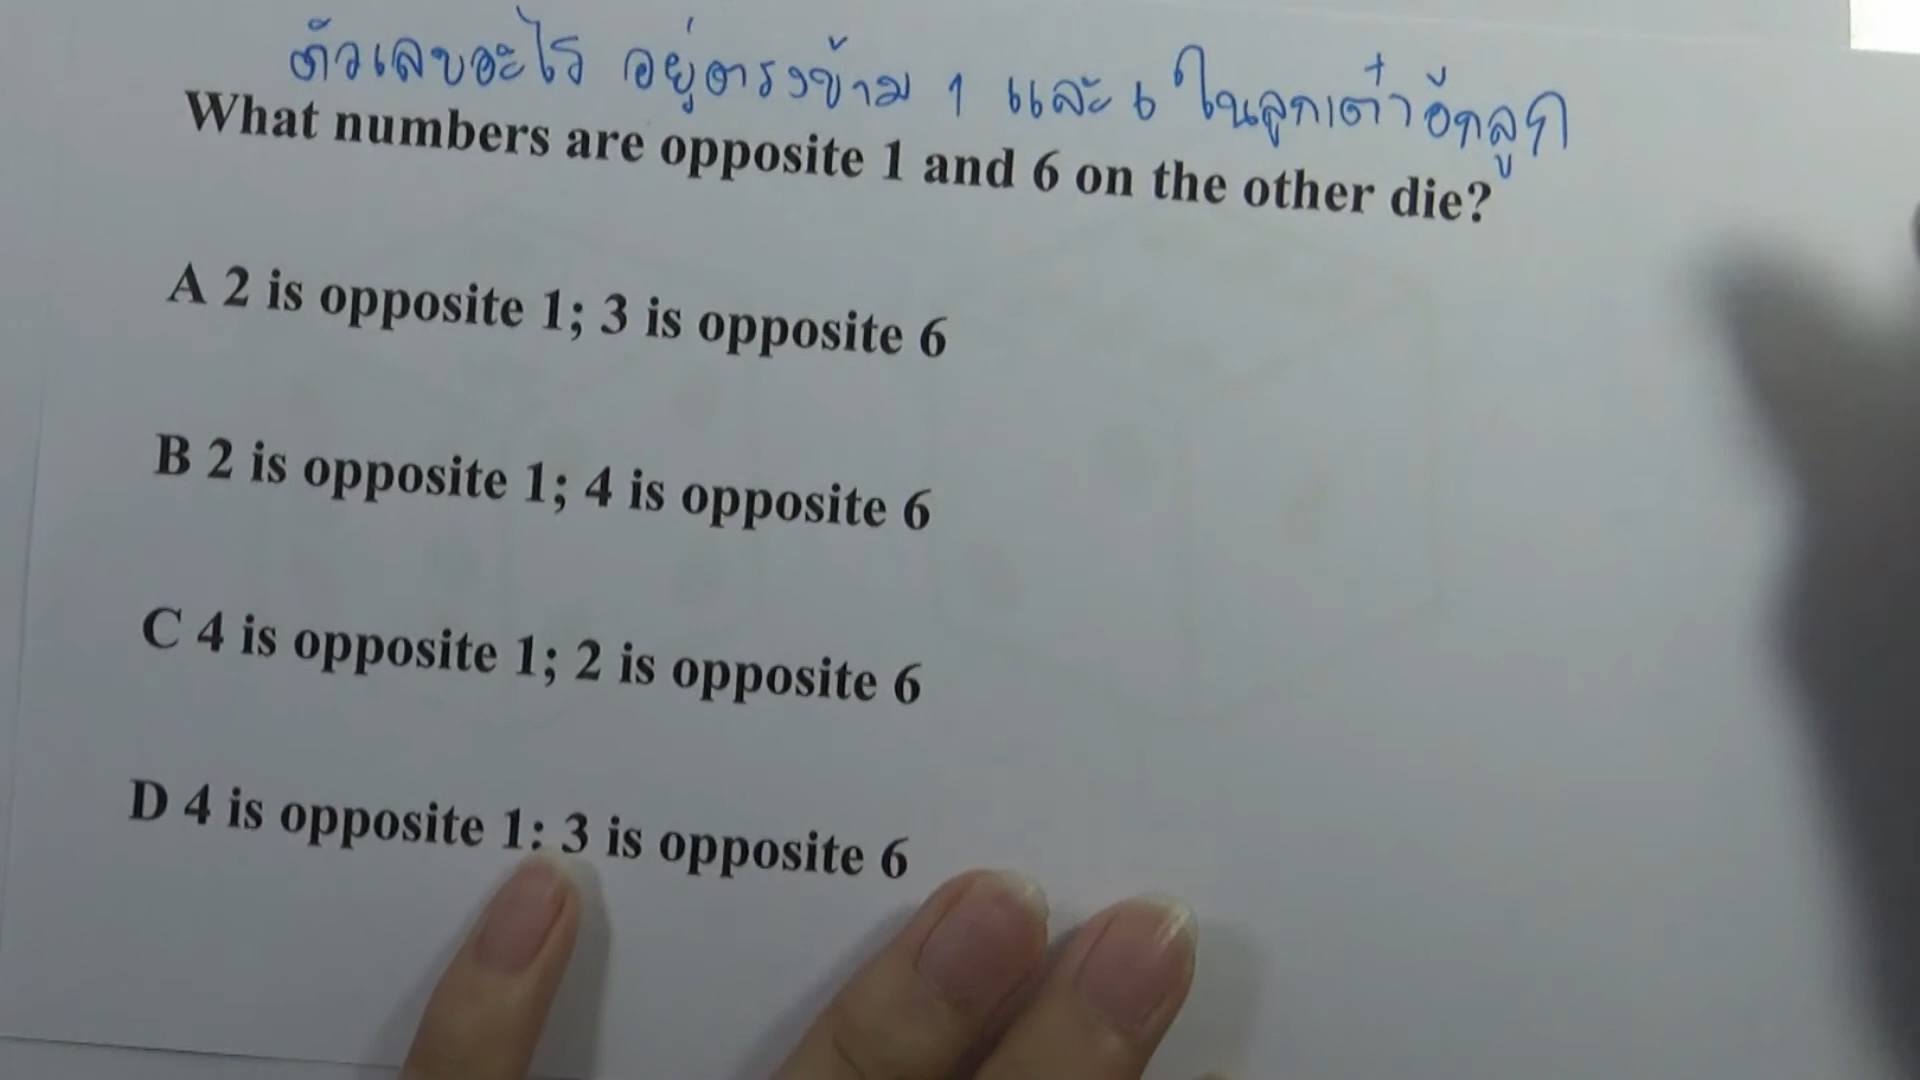 ตัวเลขอะไร อยู่ตรงข้าม 1 และ 6 ในลูกเต๋าอีกลูก
What numbers are opposite 1 and 6 on the other die?
A 2 is opposite 1; 3 is opposite 6
B 2 is opposite 1; 4 is opposite 6
C 4 is opposite 1; 2 is opposite 6
D 4 is opposite 1; 3 is opposite 6